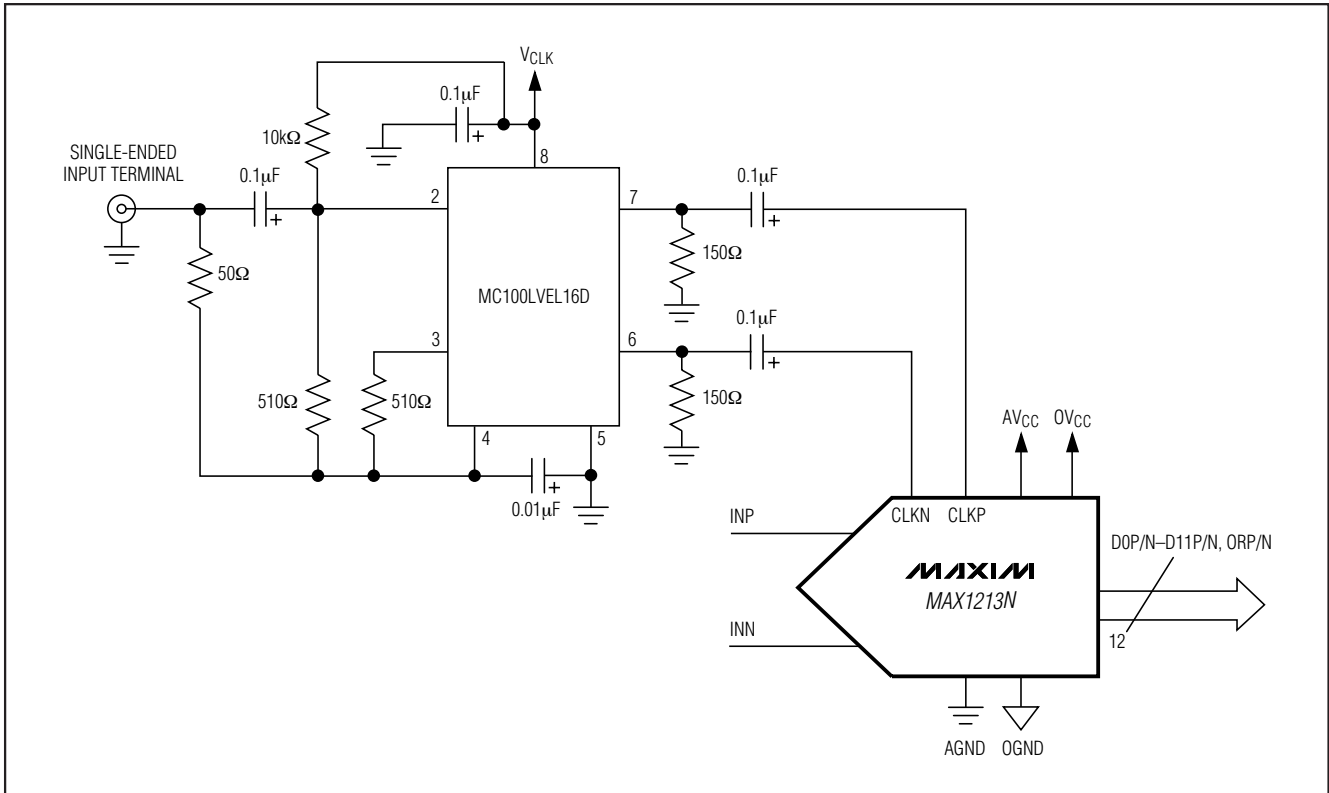 V_CLK
0.1μF
10kΩ
SINGLE-ENDED
INPUT TERMINAL
0.1μF
8
2
7
0.1μF
50Ω
150Ω
MC100LVEL16D
0.1μF
3
6
510Ω
510Ω
150Ω
4
5
0.01μF
AV_CC
OV_CC
INP
CLKN
CLKP
D0P/N–D11P/N, ORP/N
MAXIM
MAX1213N
INN
12
AGND
OGND